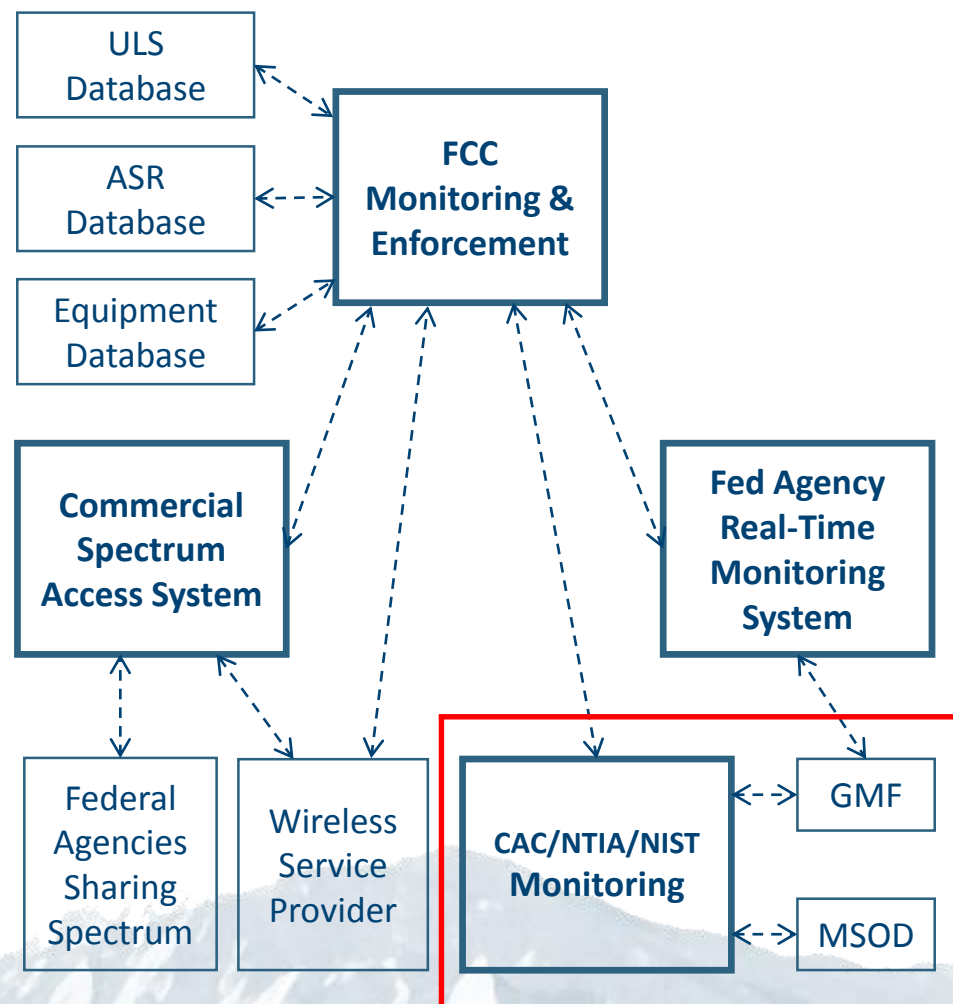 ULS
Database
FCC
Monitoring &
Enforcement
ASR
Database
Equipment
Database
Commercial
Spectrum
Access System
Fed Agency
Real-Time
Monitoring
System
Federal
Agencies
Sharing
Spectrum
Wireless
Service
Provider
CAC/NTIA/NIST
Monitoring
GMF
MSOD